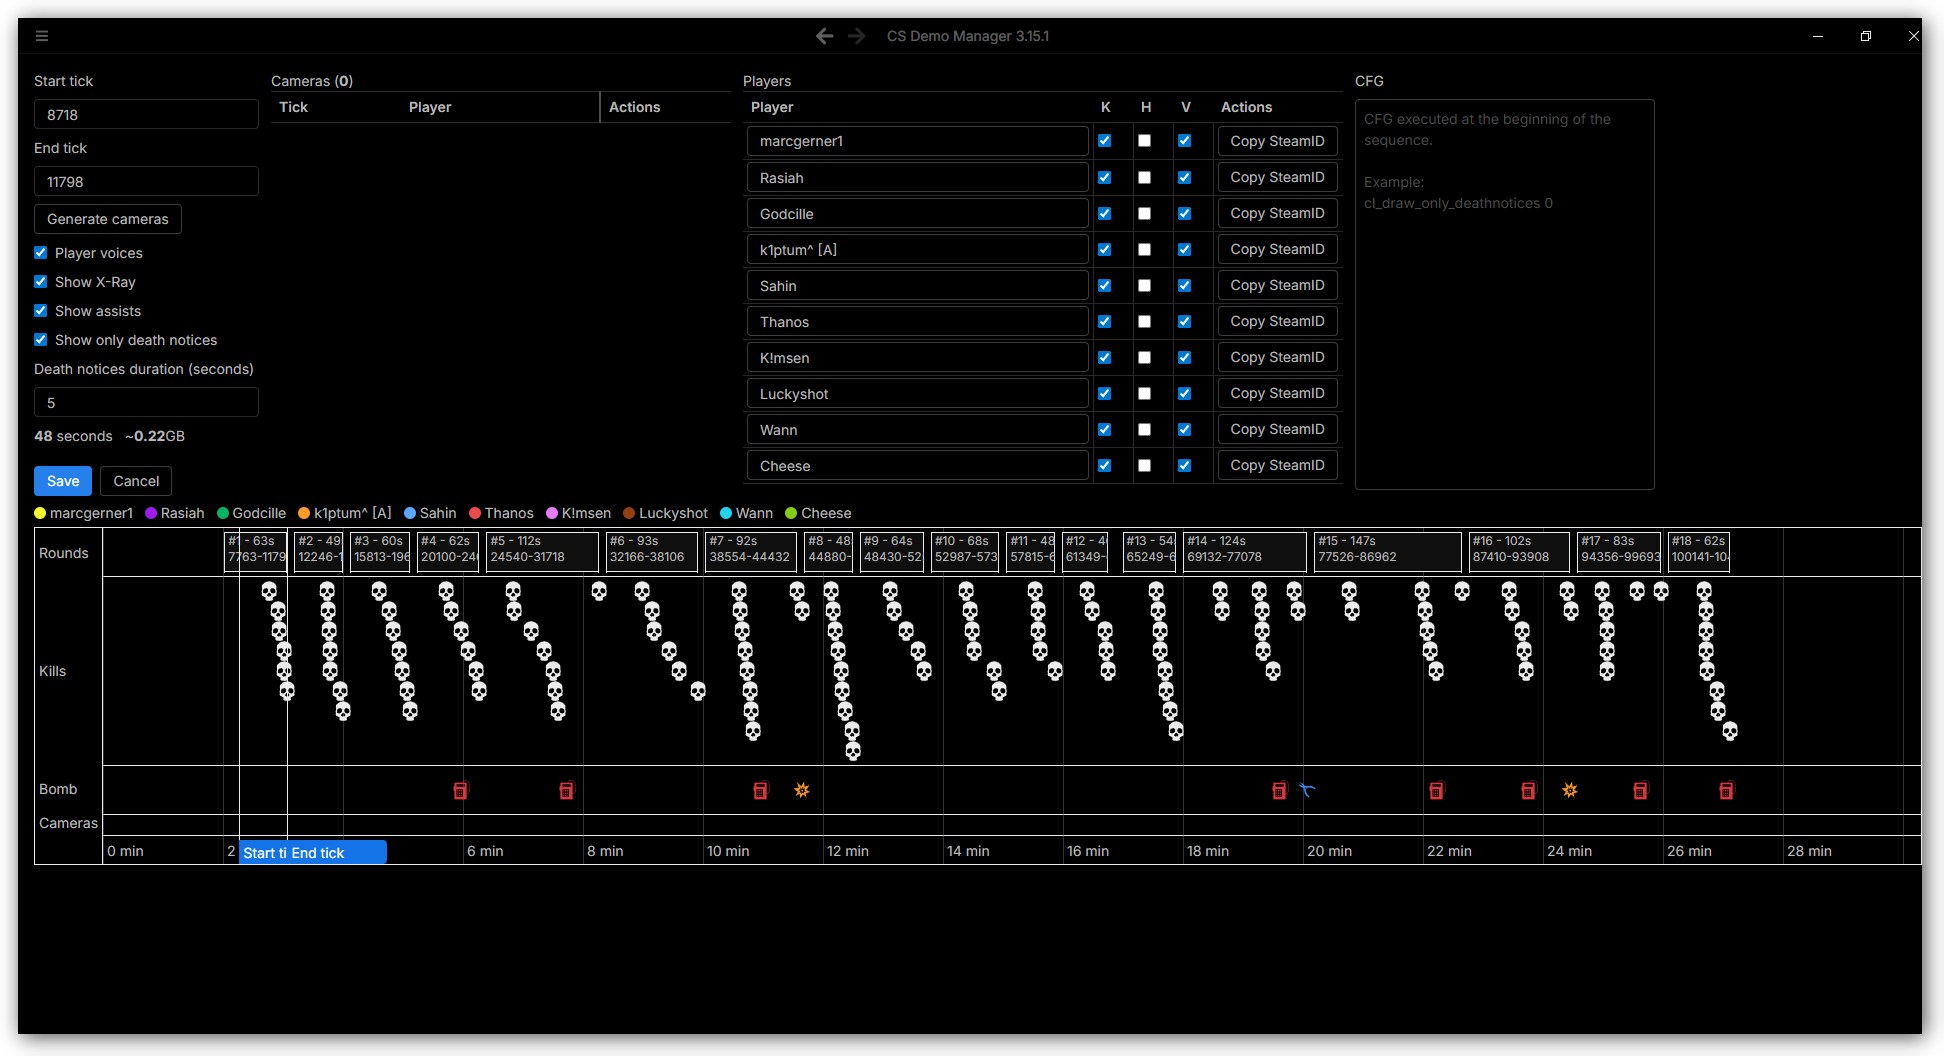 CS Demo Manager 3.15.1
Start tick
8718
End tick
11798
Generate cameras
Player voices
Show X-Ray
Show assists
Show only death notices
Death notices duration (seconds)
5
48 seconds ~0.22GB
Save Cancel
Cameras (0)
Tick Player Actions
Players
Player K H V Actions
marcgerner1 Copy SteamID
Rasiah Copy SteamID
Godcille Copy SteamID
k1ptum^ [A] Copy SteamID
Sahin Copy SteamID
Thanos Copy SteamID
K!msen Copy SteamID
Luckyshot Copy SteamID
Wann Copy SteamID
Cheese Copy SteamID
CFG
CFG executed at the beginning of the
sequence.
Example:
cl_draw_only_deathnotices 0
marcgerner1 Rasiah Godcille k1ptum^ [A] Sahin Thanos K!msen Luckyshot Wann Cheese
Rounds
#1 - 63s
7763-1179
#2 - 49
12246-1
#3 - 60s
15813-196
#4 - 62s
20100-24
#5 - 112s
24540-31718
#6 - 93s
32166-38106
#7 - 92s
38554-44432
#8 - 48
44880-
#9 - 64s
48430-52
#10 - 68s
52987-573
#11 - 48
57815-6
#12 - 4
61349-
#13 - 54
65249-6
#14 - 124s
69132-77078
#15 - 147s
77526-86962
#16 - 102s
87410-93908
#17 - 83s
94356-99693
#18 - 62s
100141-10
Kills
Bomb
Cameras
0 min 2 Start ti End tick 6 min 8 min 10 min 12 min 14 min 16 min 18 min 20 min 22 min 24 min 26 min 28 min